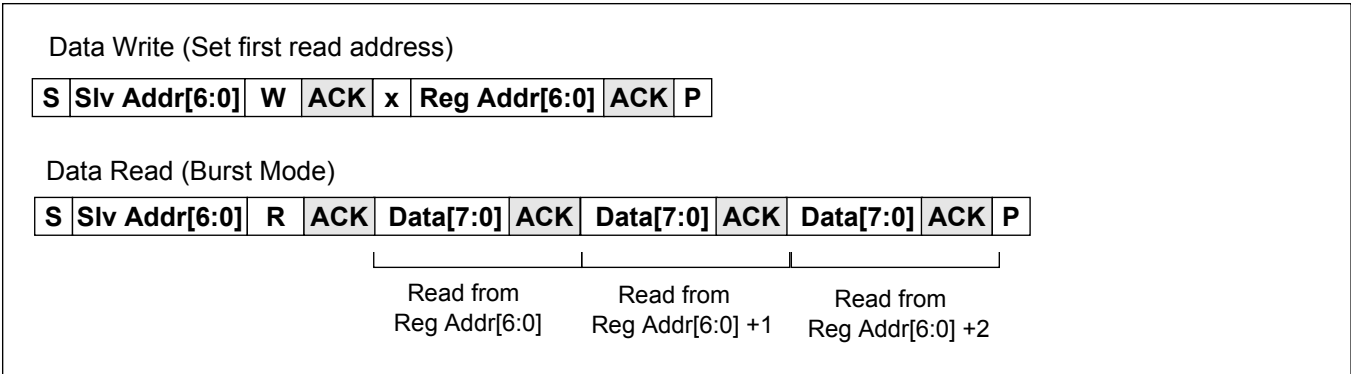 Data Write (Set first read address)
S Slv Addr[6:0] W ACK x Reg Addr[6:0] ACK P
Data Read (Burst Mode)
S Slv Addr[6:0] R ACK Data[7:0] ACK Data[7:0] ACK Data[7:0] ACK P
Read from Read from Read from
Reg Addr[6:0] Reg Addr[6:0] +1 Reg Addr[6:0] +2